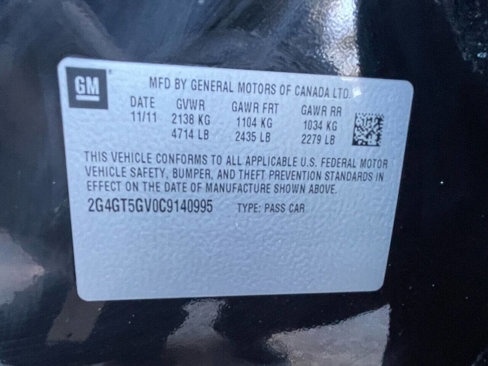 GM
MFD BY GENERAL MOTORS OF CANADA LTD.
DATE GVWR GAWR FRT GAWR RR
11/11 2138 KG 1104 KG 1034 KG
4714 LB 2435 LB 2279 LB
THIS VEHICLE CONFORMS TO ALL APPLICABLE U.S. FEDERAL MOTOR
VEHICLE SAFETY, BUMPER, AND THEFT PREVENTION STANDARDS IN
EFFECT ON THE DATE OF MANUFACTURE SHOWN ABOVE.
2G4GT5GV0C9140995 TYPE: PASS CAR